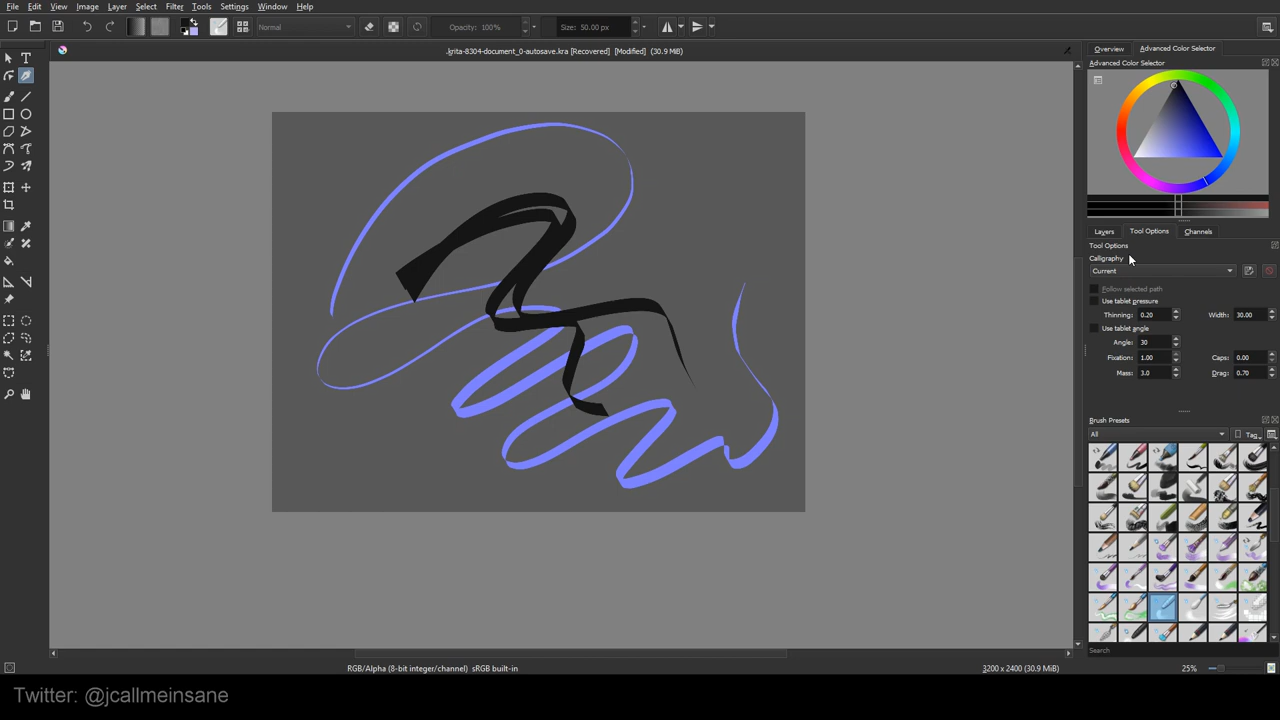 File Edit View Image Layer Select Filter Tools Settings Window Help
Normal Opacity: 100% Size: 50.00 px
.krita-8304-document_0-autosave.kra [Recovered] [Modified] (30.9 MiB)
Overview Advanced Color Selector
Advanced Color Selector
Layers Tool Options Channels
Tool Options
Calligraphy
Current
Follow selected path
Use tablet pressure
Thinning: 0.20 Width: 30.00
Use tablet angle
Angle: 30
Fixation: 1.00 Caps: 0.00
Mass: 3.0 Drag: 0.70
Brush Presets
All Tag
Search
RGB/Alpha (8-bit integer/channel) sRGB built-in 3200 x 2400 (30.9 MiB) 25%
Twitter: @jcallmeinsane